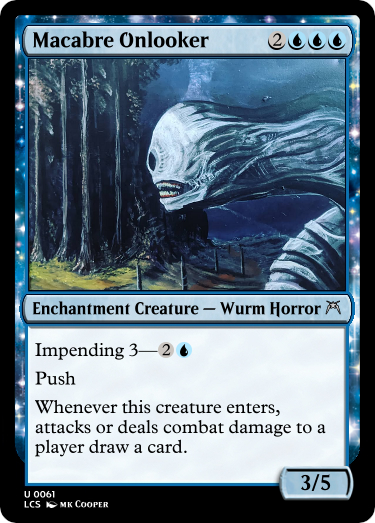 Macabre Onlooker 2
Enchantment Creature — Wurm Horror
Impending 3—2
Push
Whenever this creature enters,
attacks or deals combat damage to a
player draw a card.
3/5
U 0061
LCS MK COOPER